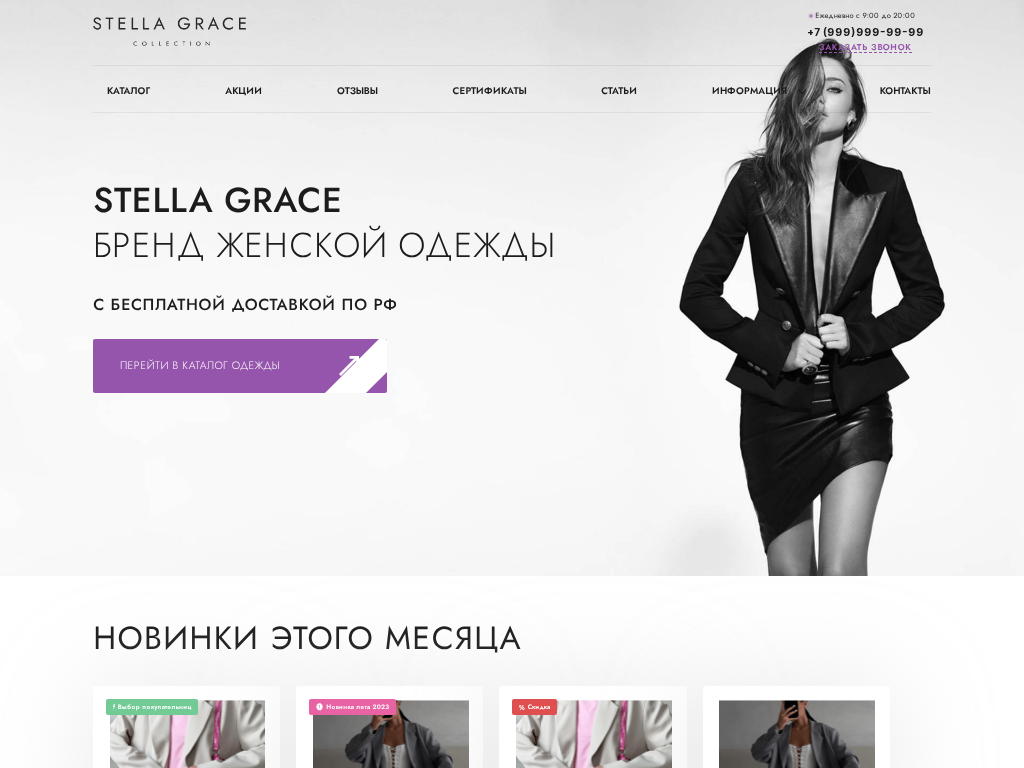 STELLA GRACE
COLLECTION
Ежедневно с 9:00 до 20:00
+7 (999)999-99-99
ЗАКАЗАТЬ ЗВОНОК
КАТАЛОГ АКЦИИ ОТЗЫВЫ СЕРТИФИКАТЫ СТАТЬИ ИНФОРМАЦИЯ КОНТАКТЫ
STELLA GRACE
БРЕНД ЖЕНСКОЙ ОДЕЖДЫ
С БЕСПЛАТНОЙ ДОСТАВКОЙ ПО РФ
ПЕРЕЙТИ В КАТАЛОГ ОДЕЖДЫ
НОВИНКИ ЭТОГО МЕСЯЦА
Выбор покупательниц Новинка лета 2023 % Скидка